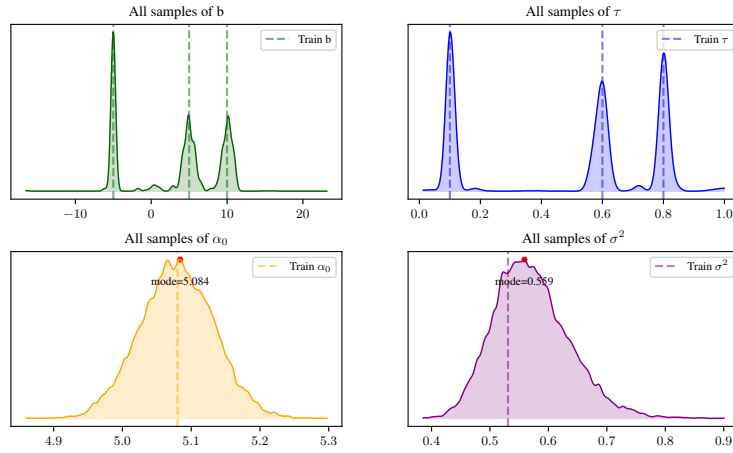 All samples of b
Train b
−10 0 10 20
All samples of τ
Train τ
0.0 0.2 0.4 0.6 0.8 1.0
All samples of α₀
Train α₀
mode=5.084
4.9 5.0 5.1 5.2 5.3
All samples of σ²
Train σ²
mode=0.559
0.4 0.5 0.6 0.7 0.8 0.9